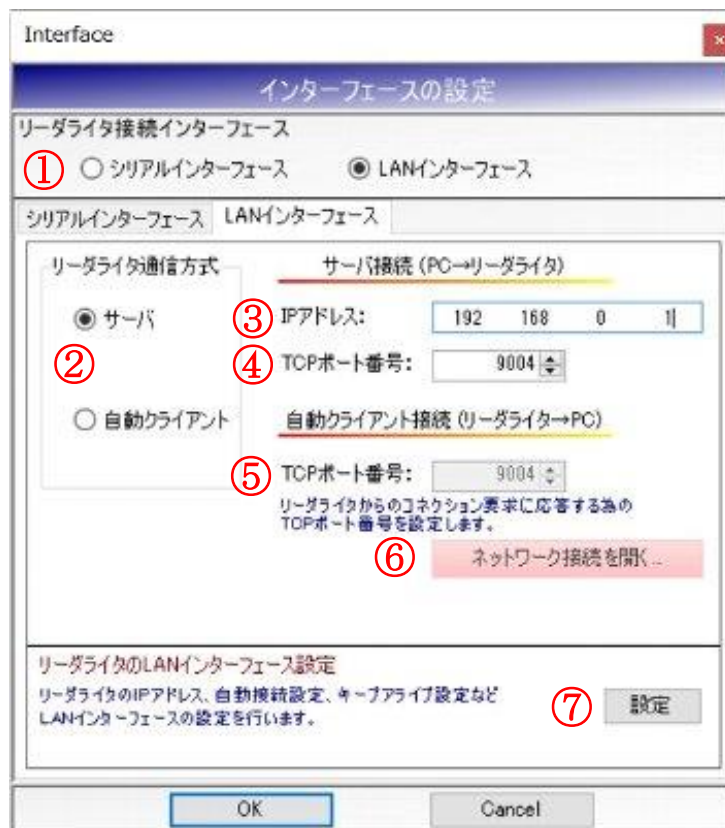 Interface
インターフェースの設定
リーダライタ接続インターフェース
① シリアルインターフェース LANインターフェース
シリアルインターフェース LANインターフェース
リーダライタ通信方式 サーバ接続 (PC→リーダライタ)
サーバ ③ IPアドレス: 192 168 0 1
② ④ TCPポート番号: 9004
自動クライアント 自動クライアント接続 (リーダライタ→PC)
⑤ TCPポート番号: 9004
リーダライタからのコネクション要求に応答する為の
TCPポート番号を設定します。
⑥ ネットワーク接続を開く...
リーダライタのLANインターフェース設定
リーダライタのIPアドレス、自動接続設定、キープアライブ設定など
LANインターフェースの設定を行います。
⑦ 設定
OK Cancel